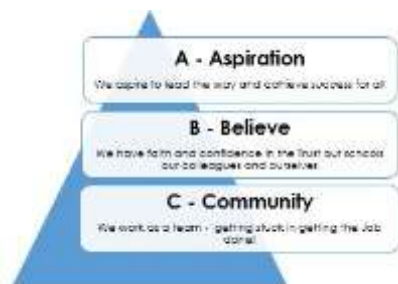 A - Aspiration
We aspire to lead the way and achieve success for all
B - Believe
We have faith and confidence in the Trust our schools
our colleagues and ourselves
C - Community
We work as a team - getting stuck in getting the Job
done!